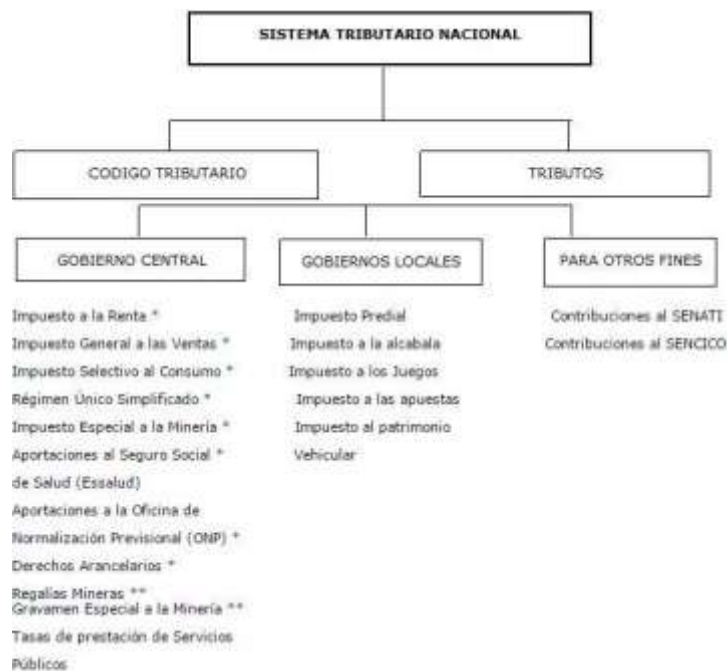 SISTEMA TRIBUTARIO NACIONAL
CODIGO TRIBUTARIO
TRIBUTOS
GOBIERNO CENTRAL
Impuesto a la Renta *
Impuesto General a las Ventas *
Impuesto Selectivo al Consumo *
Régimen Único Simplificado *
Impuesto Especial a la Minería *
Aportaciones al Seguro Social *
de Salud (Essalud)
Aportaciones a la Oficina de
Normalización Previsional (ONP) *
Derechos Arancelarios *
Regalías Mineras **
Gravamen Especial a la Minería **
Tasas de prestación de Servicios
Públicos
GOBIERNOS LOCALES
Impuesto Predial
Impuesto a la alcabala
Impuesto a los Juegos
Impuesto a las apuestas
Impuesto al patrimonio
Vehicular
PARA OTROS FINES
Contribuciones al SENATI
Contribuciones al SENCICO